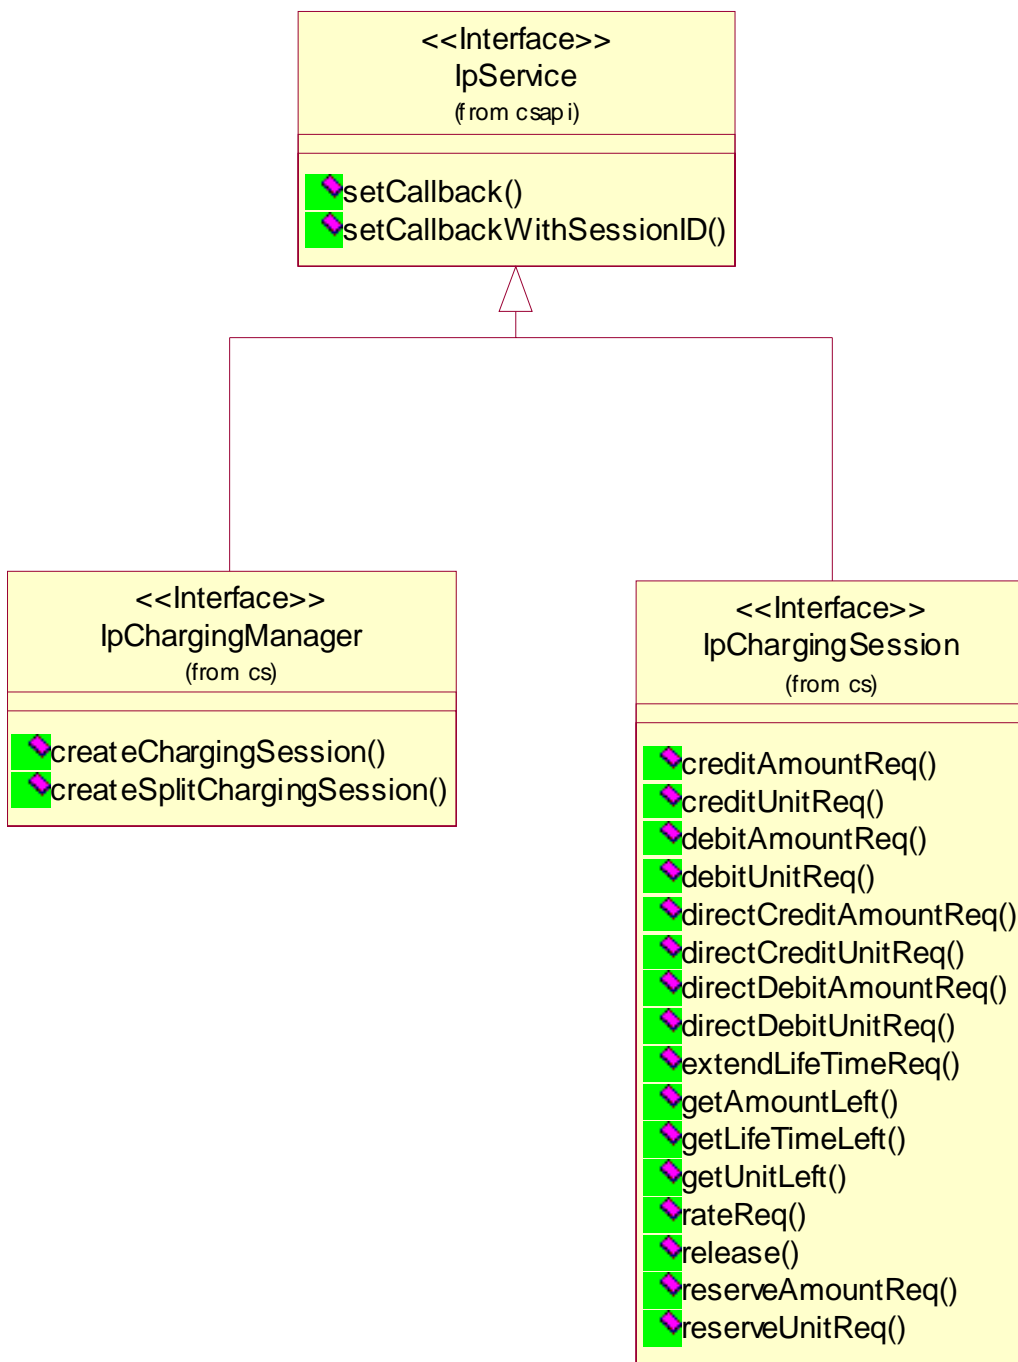 <<Interface>>
IpService
(from csapi)
setCallback()
setCallbackWithSessionID()
<<Interface>>
IpChargingManager
(from cs)
createChargingSession()
createSplitChargingSession()
<<Interface>>
IpChargingSession
(from cs)
creditAmountReq()
creditUnitReq()
debitAmountReq()
debitUnitReq()
directCreditAmountReq()
directCreditUnitReq()
directDebitAmountReq()
directDebitUnitReq()
extendLifeTimeReq()
getAmountLeft()
getLifeTimeLeft()
getUnitLeft()
rateReq()
release()
reserveAmountReq()
reserveUnitReq()